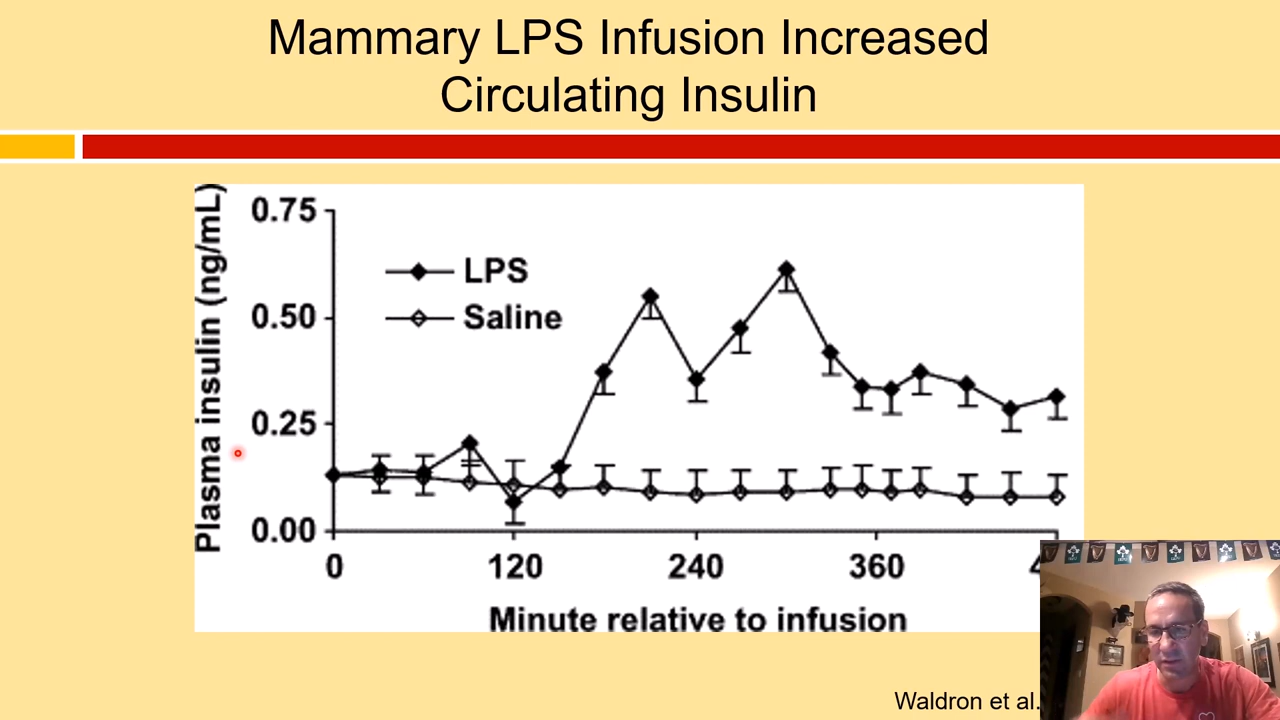 Mammary LPS Infusion Increased
Circulating Insulin
Plasma insulin (ng/mL)
0.75
0.50
0.25
0.00
LPS
Saline
0 120 240 360
Minute relative to infusion
Waldron et al.